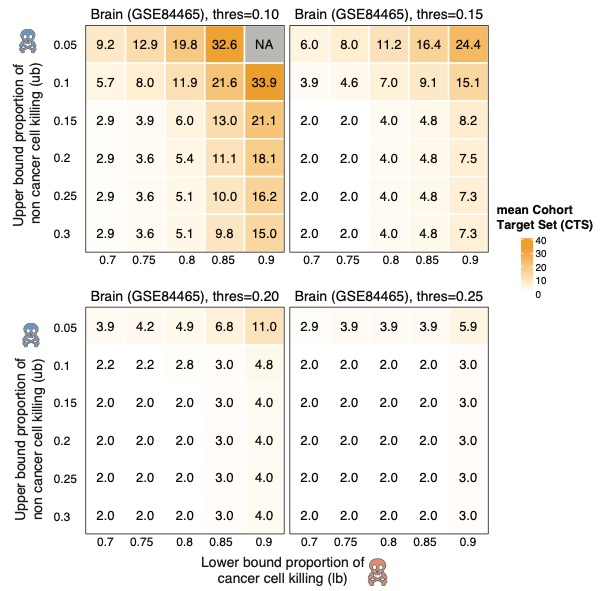 Brain (GSE84465), thres=0.10
Brain (GSE84465), thres=0.15
Upper bound proportion of
non cancer cell killing (ub)
0.05 9.2 12.9 19.8 32.6 NA 6.0 8.0 11.2 16.4 24.4
0.1 5.7 8.0 11.9 21.6 33.9 3.9 4.6 7.0 9.1 15.1
0.15 2.9 3.9 6.0 13.0 21.1 2.0 2.0 4.0 4.8 8.2
0.2 2.9 3.6 5.4 11.1 18.1 2.0 2.0 4.0 4.8 7.5
0.25 2.9 3.6 5.1 10.0 16.2 2.0 2.0 4.0 4.8 7.3
0.3 2.9 3.6 5.1 9.8 15.0 2.0 2.0 4.0 4.8 7.3
0.7 0.75 0.8 0.85 0.9 0.7 0.75 0.8 0.85 0.9
mean Cohort
Target Set (CTS)
40
30
20
10
0
Brain (GSE84465), thres=0.20
Brain (GSE84465), thres=0.25
Upper bound proportion of
non cancer cell killing (ub)
0.05 3.9 4.2 4.9 6.8 11.0 2.9 3.9 3.9 3.9 5.9
0.1 2.2 2.2 2.8 3.0 4.8 2.0 2.0 2.0 2.0 3.0
0.15 2.0 2.0 2.0 3.0 4.0 2.0 2.0 2.0 2.0 3.0
0.2 2.0 2.0 2.0 3.0 4.0 2.0 2.0 2.0 2.0 3.0
0.25 2.0 2.0 2.0 3.0 4.0 2.0 2.0 2.0 2.0 3.0
0.3 2.0 2.0 2.0 3.0 4.0 2.0 2.0 2.0 2.0 3.0
0.7 0.75 0.8 0.85 0.9 0.7 0.75 0.8 0.85 0.9
Lower bound proportion of
cancer cell killing (lb)